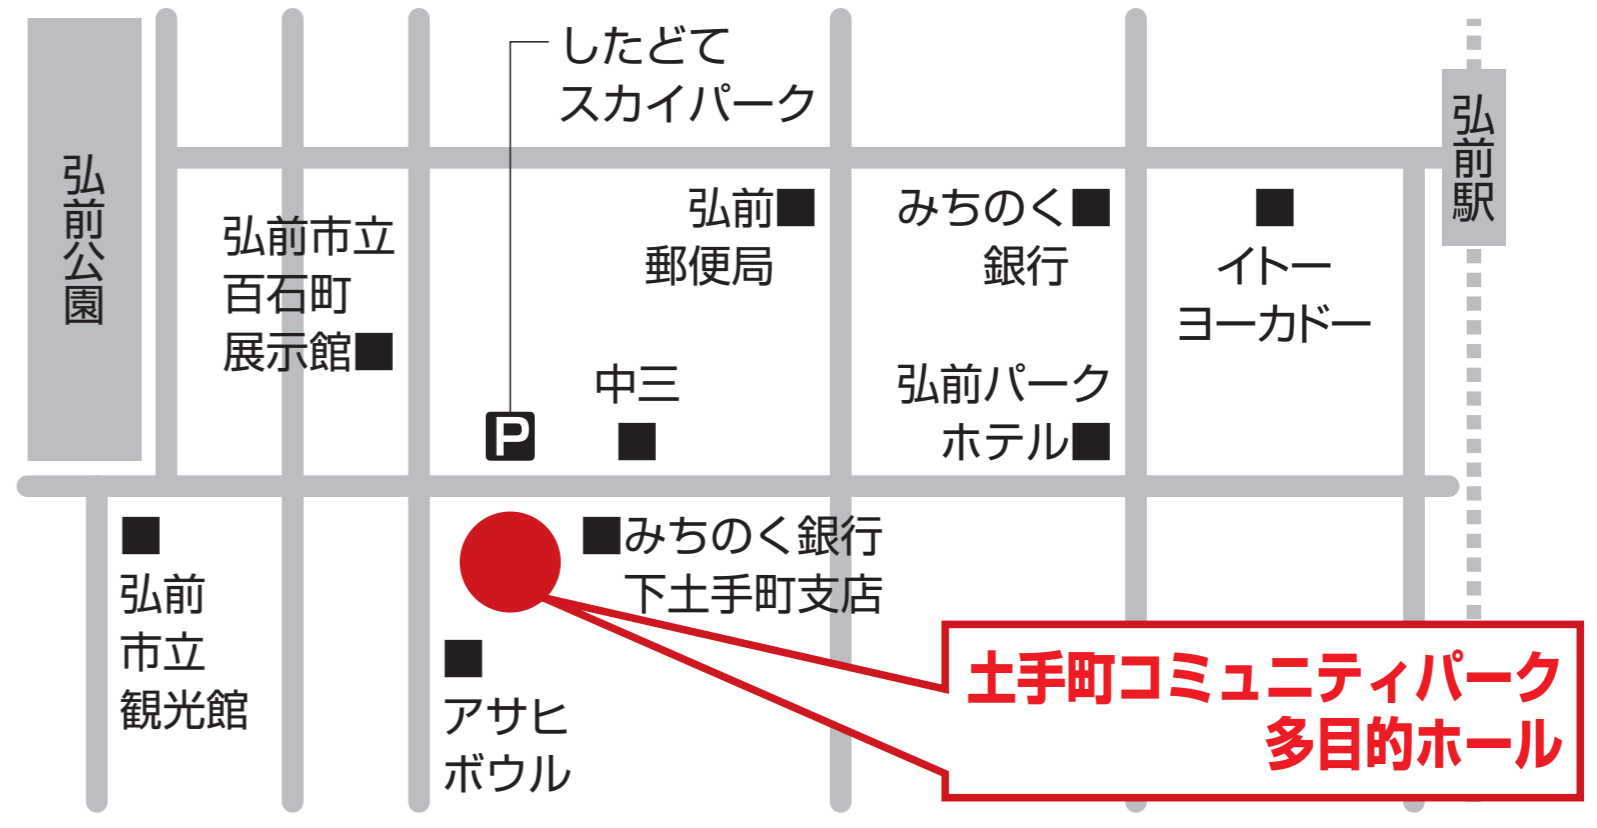 したどて
スカイパーク
弘前公園
弘前駅
弘前市立
百石町
展示館
弘前
郵便局
みちのく
銀行
イトー
ヨーカドー
P
中三
弘前パーク
ホテル
弘前
市立
観光館
みちのく銀行
下土手町支店
アサヒ
ボウル
土手町コミュニティパーク
多目的ホール